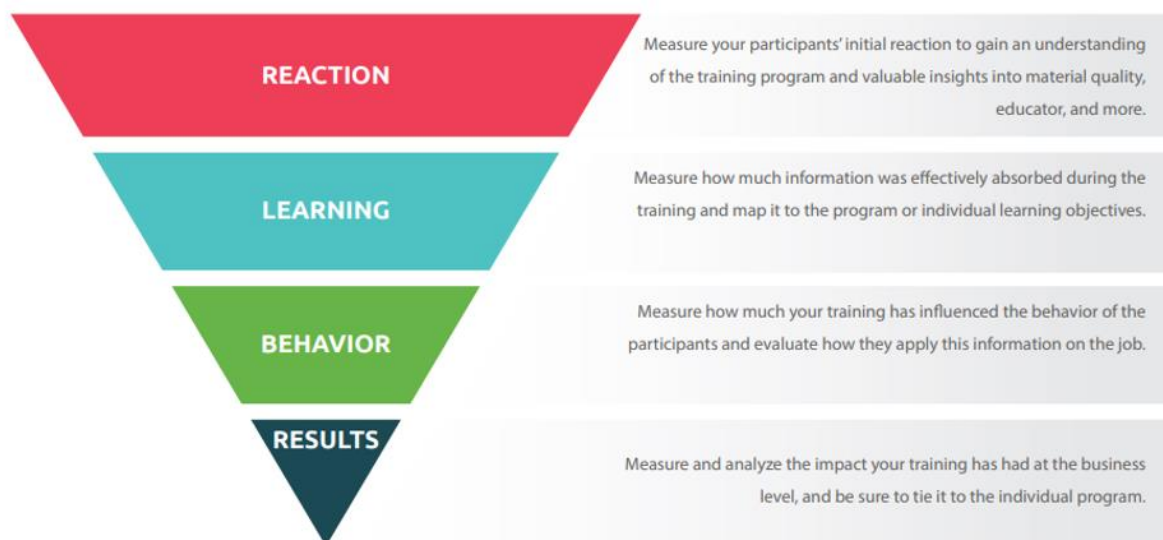 REACTION
Measure your participants' initial reaction to gain an understanding
of the training program and valuable insights into material quality,
educator, and more.
LEARNING
Measure how much information was effectively absorbed during the
training and map it to the program or individual learning objectives.
BEHAVIOR
Measure how much your training has influenced the behavior of the
participants and evaluate how they apply this information on the job.
RESULTS
Measure and analyze the impact your training has had at the business
level, and be sure to tie it to the individual program.